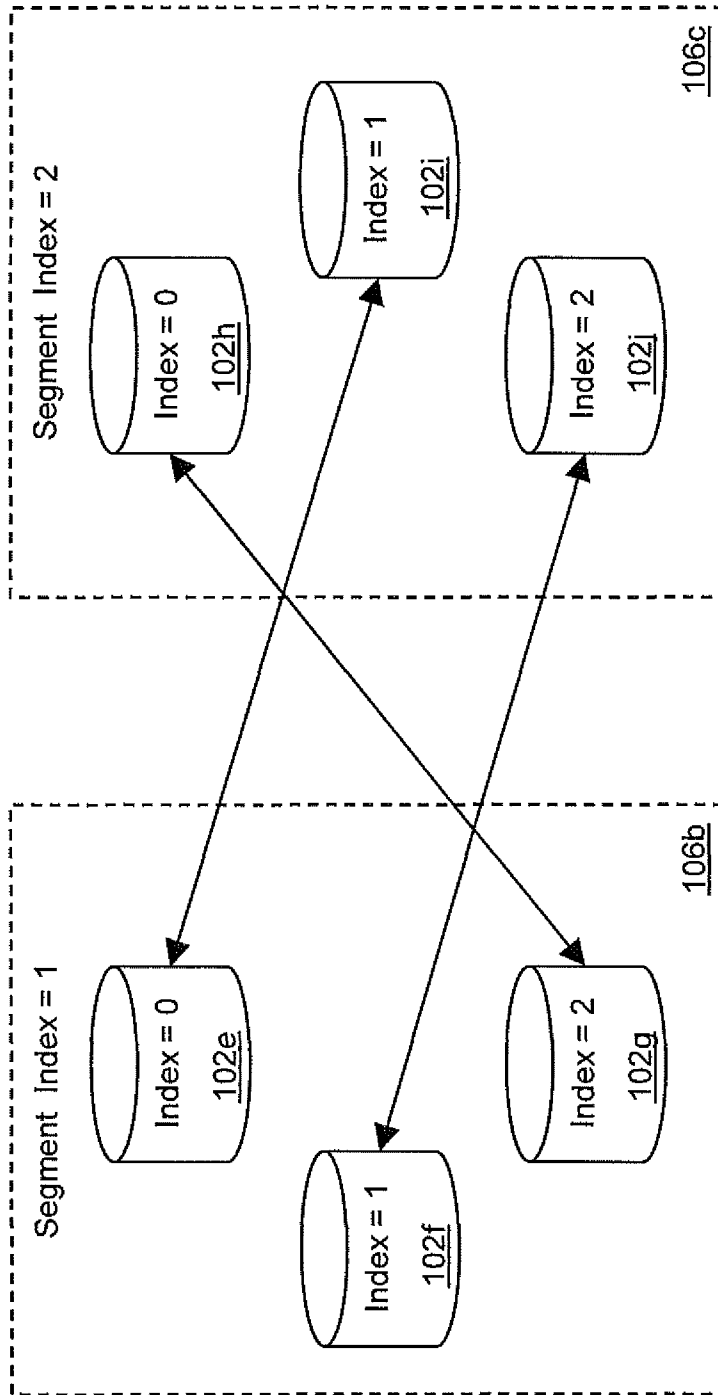 Segment Index = 1
Index = 0
102e
Index = 1
102f
Index = 2
102g
106b
Segment Index = 2
Index = 0
102h
Index = 1
102i
Index = 2
102j
106c